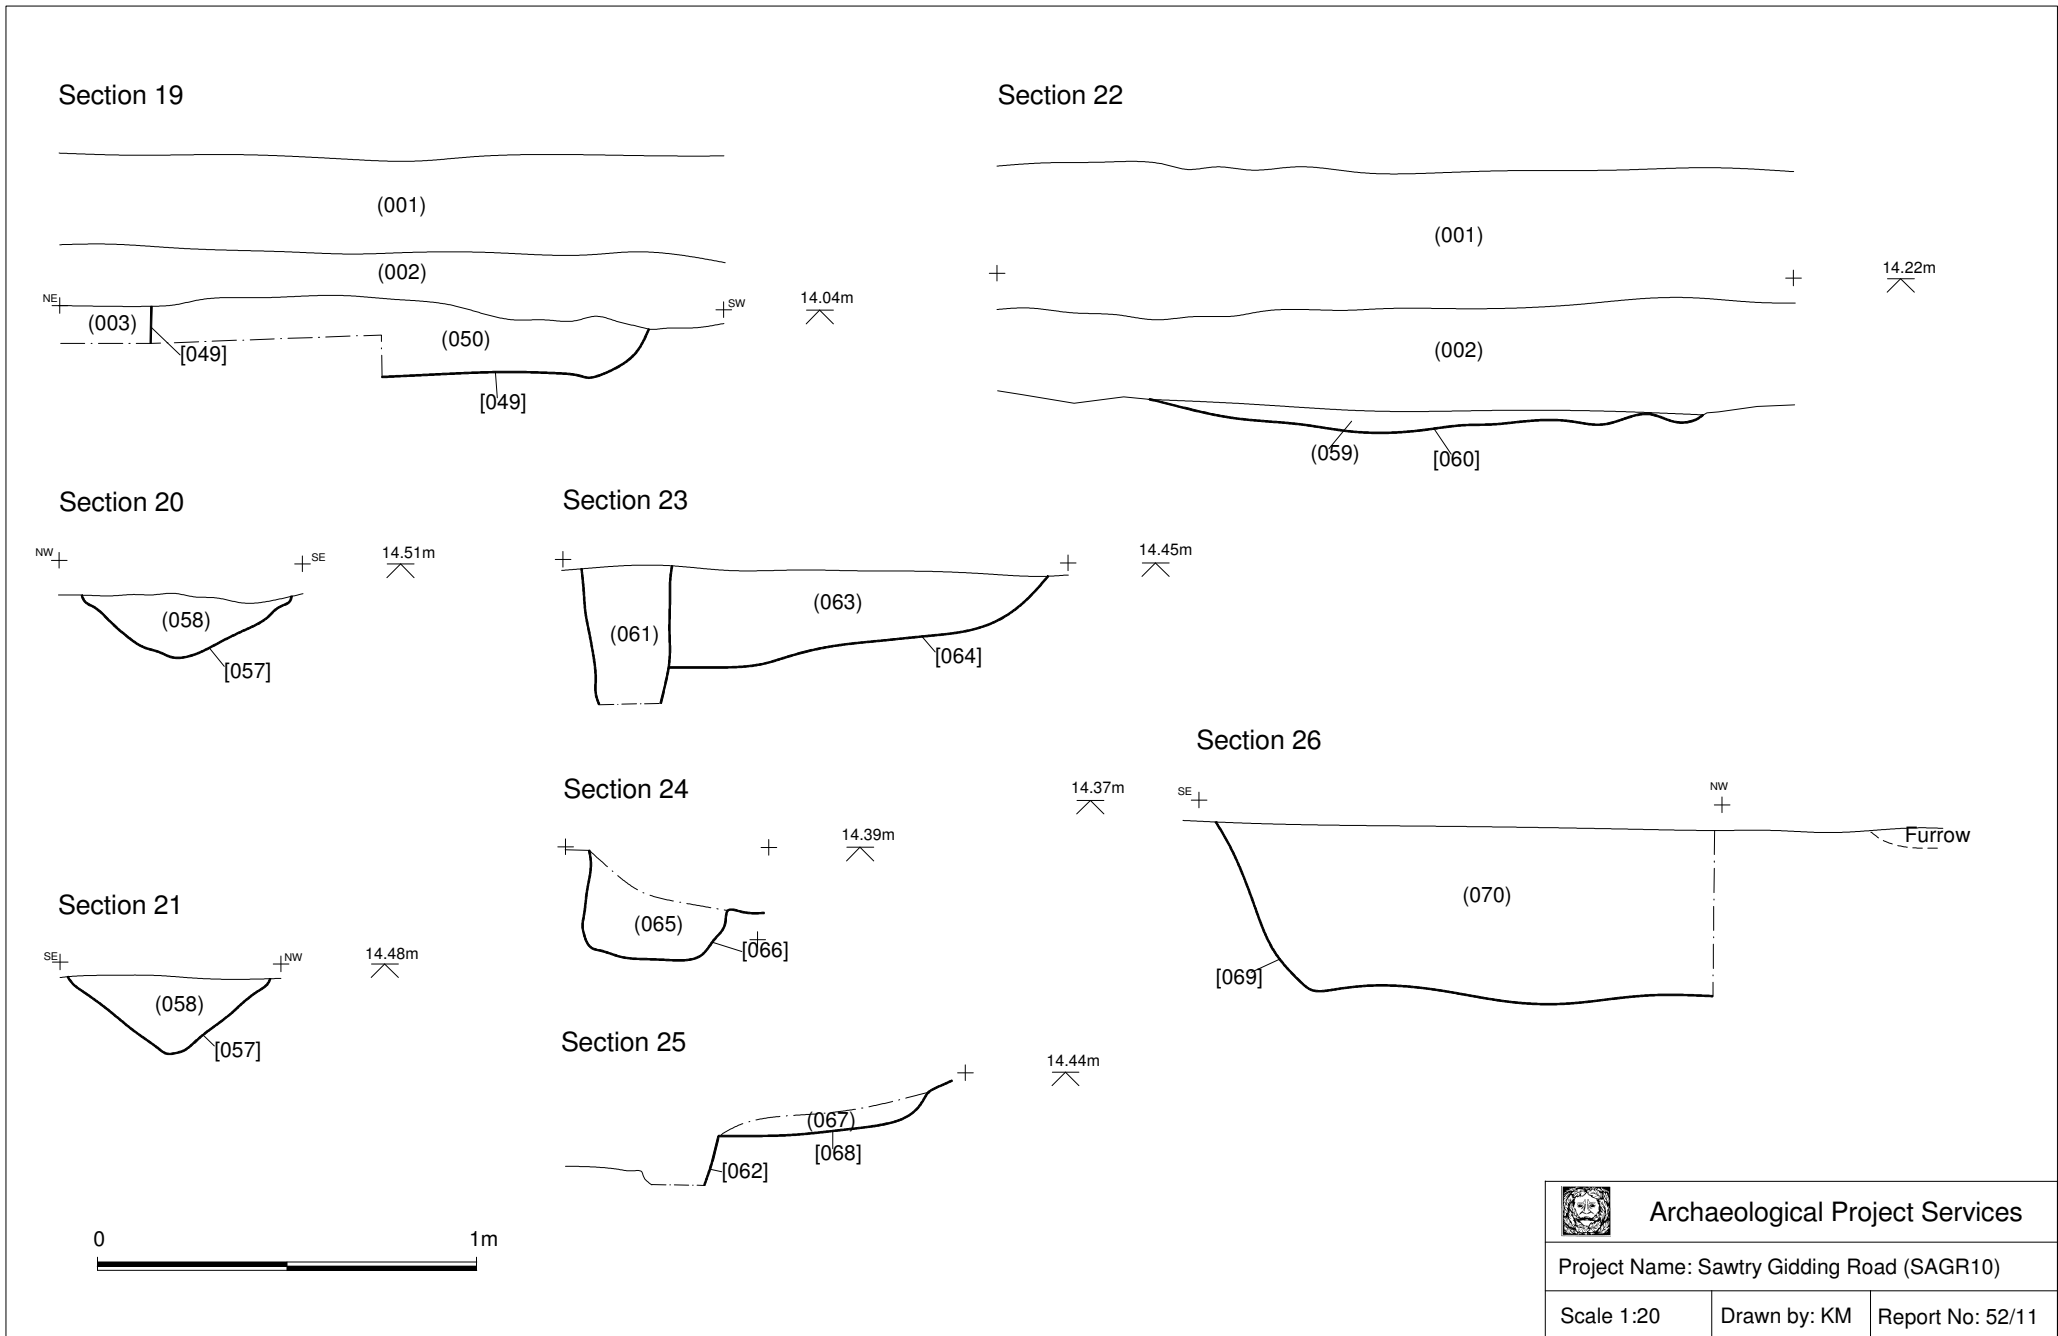 Section 19
(001)
(002)
NE
SW
14.04m
(003)
[049]
(050)
[049]
Section 22
(001)
14.22m
(002)
(059)
[060]
Section 20
NW
SE
14.51m
(058)
[057]
Section 23
14.45m
(063)
(061)
[064]
Section 24
14.39m
(065)
[066]
Section 26
14.37m
SE
NW
Furrow
(070)
[069]
Section 21
SE
NW
14.48m
(058)
[057]
Section 25
14.44m
(067)
[068]
[062]
0 1m
Archaeological Project Services
Project Name: Sawtry Gidding Road (SAGR10)
Scale 1:20 Drawn by: KM Report No: 52/11